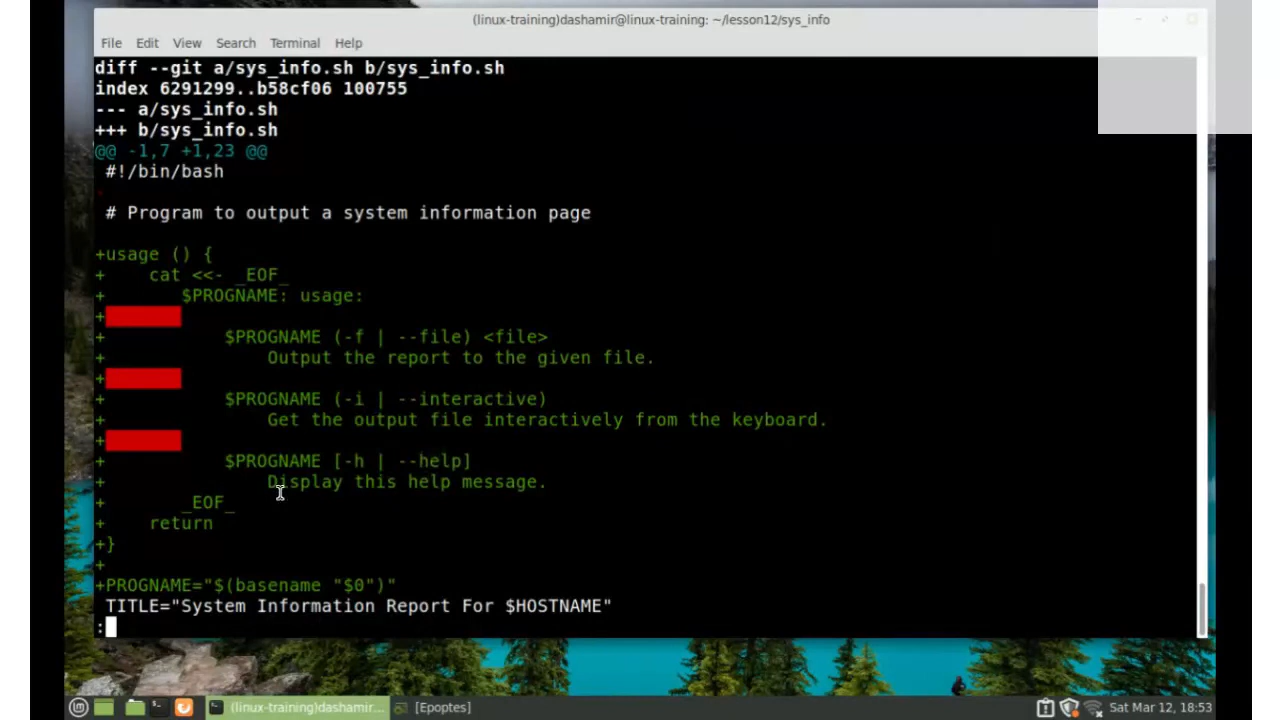 (linux-training)dashamir@linux-training: ~/lesson12/sys_info
File Edit View Search Terminal Help
diff --git a/sys_info.sh b/sys_info.sh
index 6291299..b58cf06 100755
--- a/sys_info.sh
+++ b/sys_info.sh
@@ -1,7 +1,23 @@
 #!/bin/bash
-
 # Program to output a system information page

+usage () {
+    cat <<- _EOF_
+       $PROGNAME: usage:
+
+           $PROGNAME (-f | --file) <file>
+               Output the report to the given file.
+
+           $PROGNAME (-i | --interactive)
+               Get the output file interactively from the keyboard.
+
+           $PROGNAME [-h | --help]
+               Display this help message.
+       _EOF_
+    return
+}
+
+PROGNAME="$(basename "$0")"
 TITLE="System Information Report For $HOSTNAME"
:
(linux-training)dashamir... [Epoptes] Sat Mar 12, 18:53